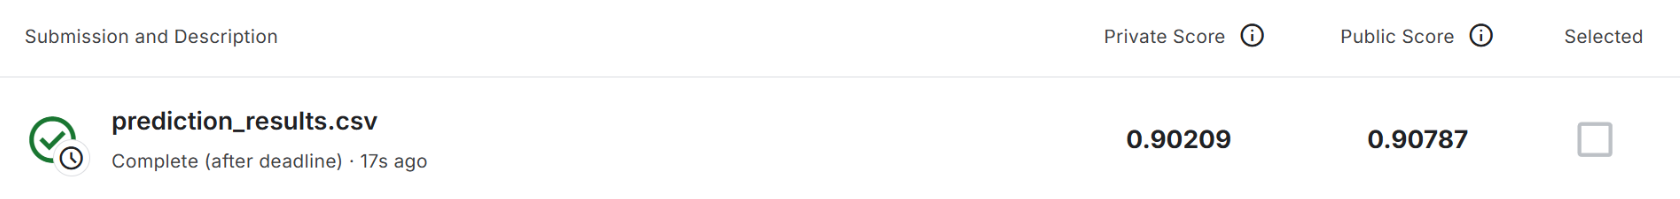 Submission and Description Private Score Public Score Selected
prediction_results.csv
Complete (after deadline) · 17s ago
0.90209 0.90787